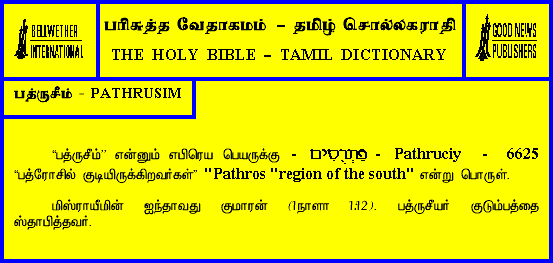 BELLWETHER
INTERNATIONAL
பரிசுத்த வேதாகமம் – தமிழ் சொல்லகராதி
THE HOLY BIBLE – TAMIL DICTIONARY
GOOD NEWS
PUBLISHERS
பத்ருசீம் - PATHRUSIM
“பத்ருசீம்” என்னும் எபிரெய பெயருக்கு - פַּתְרֻסִים - Pathruciy - 6625
“பத்ரோசில் குடியிருக்கிறவர்கள்” "Pathros "region of the south" என்று பொருள்.
மிஸ்ராயீமின் ஐந்தாவது குமாரன் (1நாளா 1:12). பத்ருசீயர் குடும்பத்தை
ஸ்தாபித்தவர்.